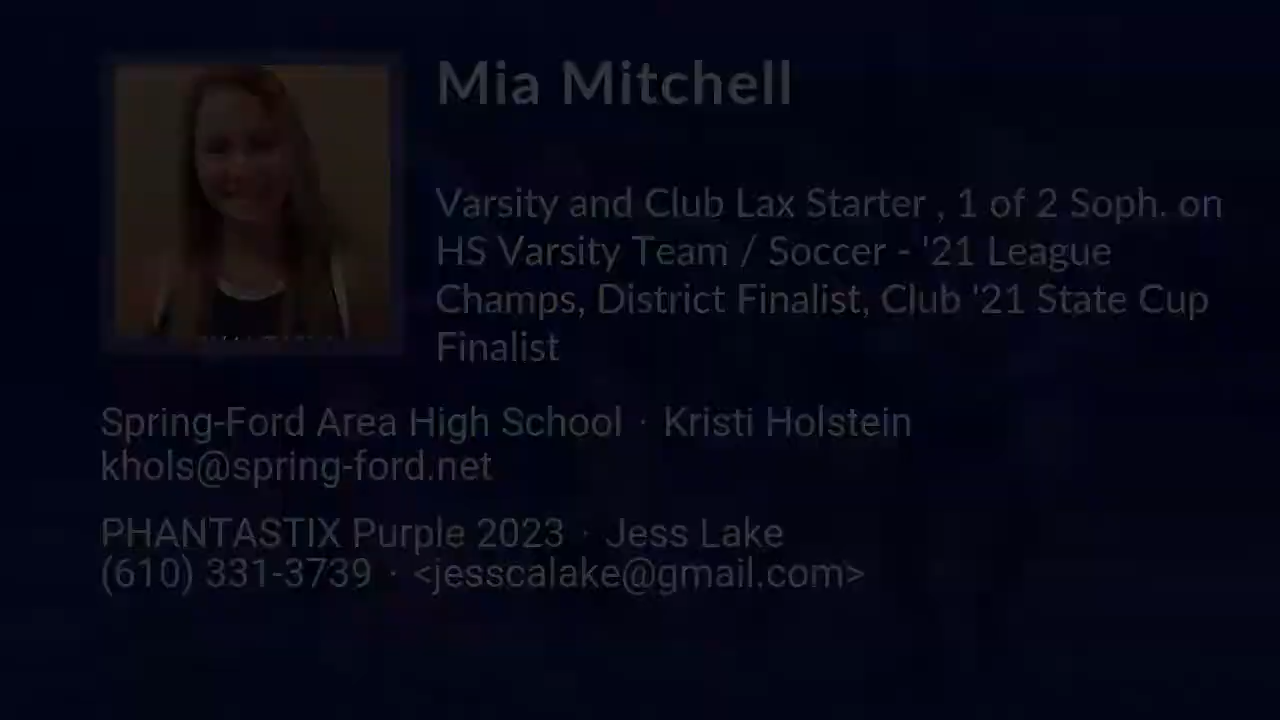 Mia Mitchell
Varsity and Club Lax Starter , 1 of 2 Soph. on
HS Varsity Team / Soccer - '21 League
Champs, District Finalist, Club '21 State Cup
Finalist
Spring-Ford Area High School · Kristi Holstein
khols@spring-ford.net
PHANTASTIX Purple 2023 · Jess Lake
(610) 331-3739 · <jesscalake@gmail.com>